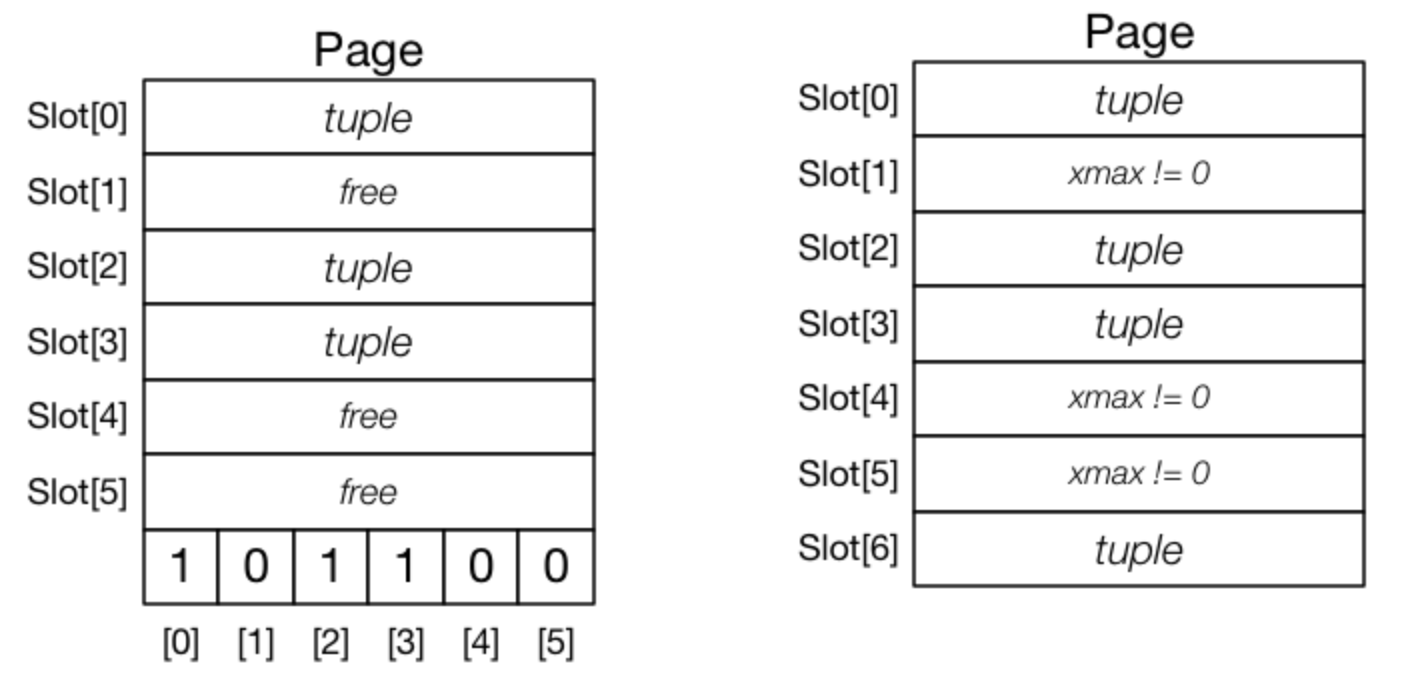 Page
Slot[0] tuple
Slot[1] free
Slot[2] tuple
Slot[3] tuple
Slot[4] free
Slot[5] free
1 0 1 1 0 0
[0] [1] [2] [3] [4] [5]
Page
Slot[0] tuple
Slot[1] xmax != 0
Slot[2] tuple
Slot[3] tuple
Slot[4] xmax != 0
Slot[5] xmax != 0
Slot[6] tuple